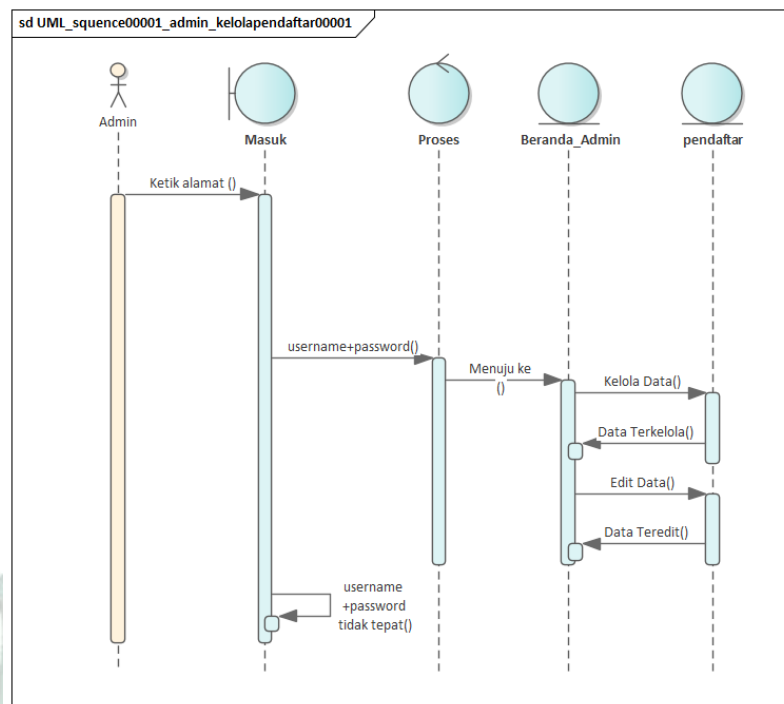 sd UML_squence00001_admin_kelolapendaftar00001
Admin
Masuk
Proses
Beranda_Admin
pendaftar
Ketik alamat ()
username+password()
Menuju ke
()
Kelola Data()
Data Terkelola()
Edit Data()
Data Teredit()
username
+password
tidak tepat()